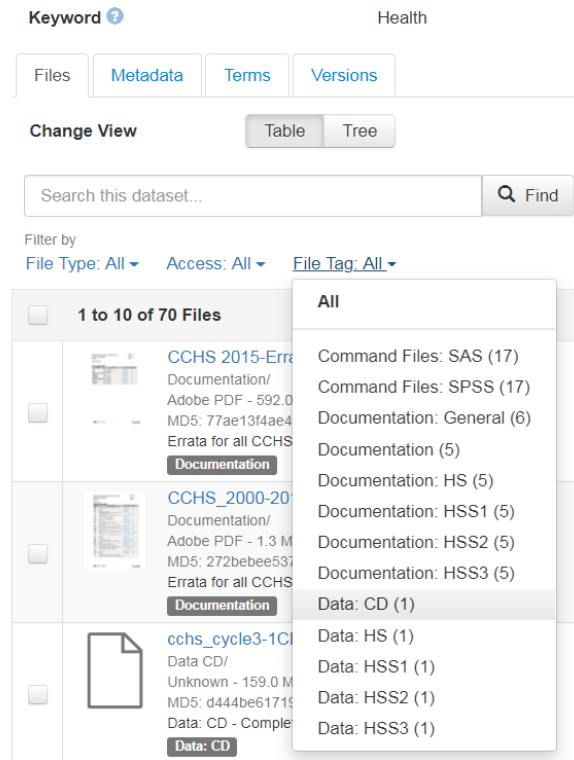 Keyword ? Health
Files Metadata Terms Versions
Change View Table Tree
Search this dataset... Find
Filter by
File Type: All Access: All File Tag: All
1 to 10 of 70 Files
CCHS 2015-Erra
Documentation/
Adobe PDF - 592.0
MD5: 77ae13f4ae4
Errata for all CCHS
Documentation
CCHS_2000-20
Documentation/
Adobe PDF - 1.3 M
MD5: 272bebee537
Errata for all CCHS
Documentation
cchs_cycle3-1C
Data CD/
Unknown - 159.0 M
MD5: d444be61719
Data: CD - Comple
Data: CD
All
Command Files: SAS (17)
Command Files: SPSS (17)
Documentation: General (6)
Documentation (5)
Documentation: HS (5)
Documentation: HSS1 (5)
Documentation: HSS2 (5)
Documentation: HSS3 (5)
Data: CD (1)
Data: HS (1)
Data: HSS1 (1)
Data: HSS2 (1)
Data: HSS3 (1)